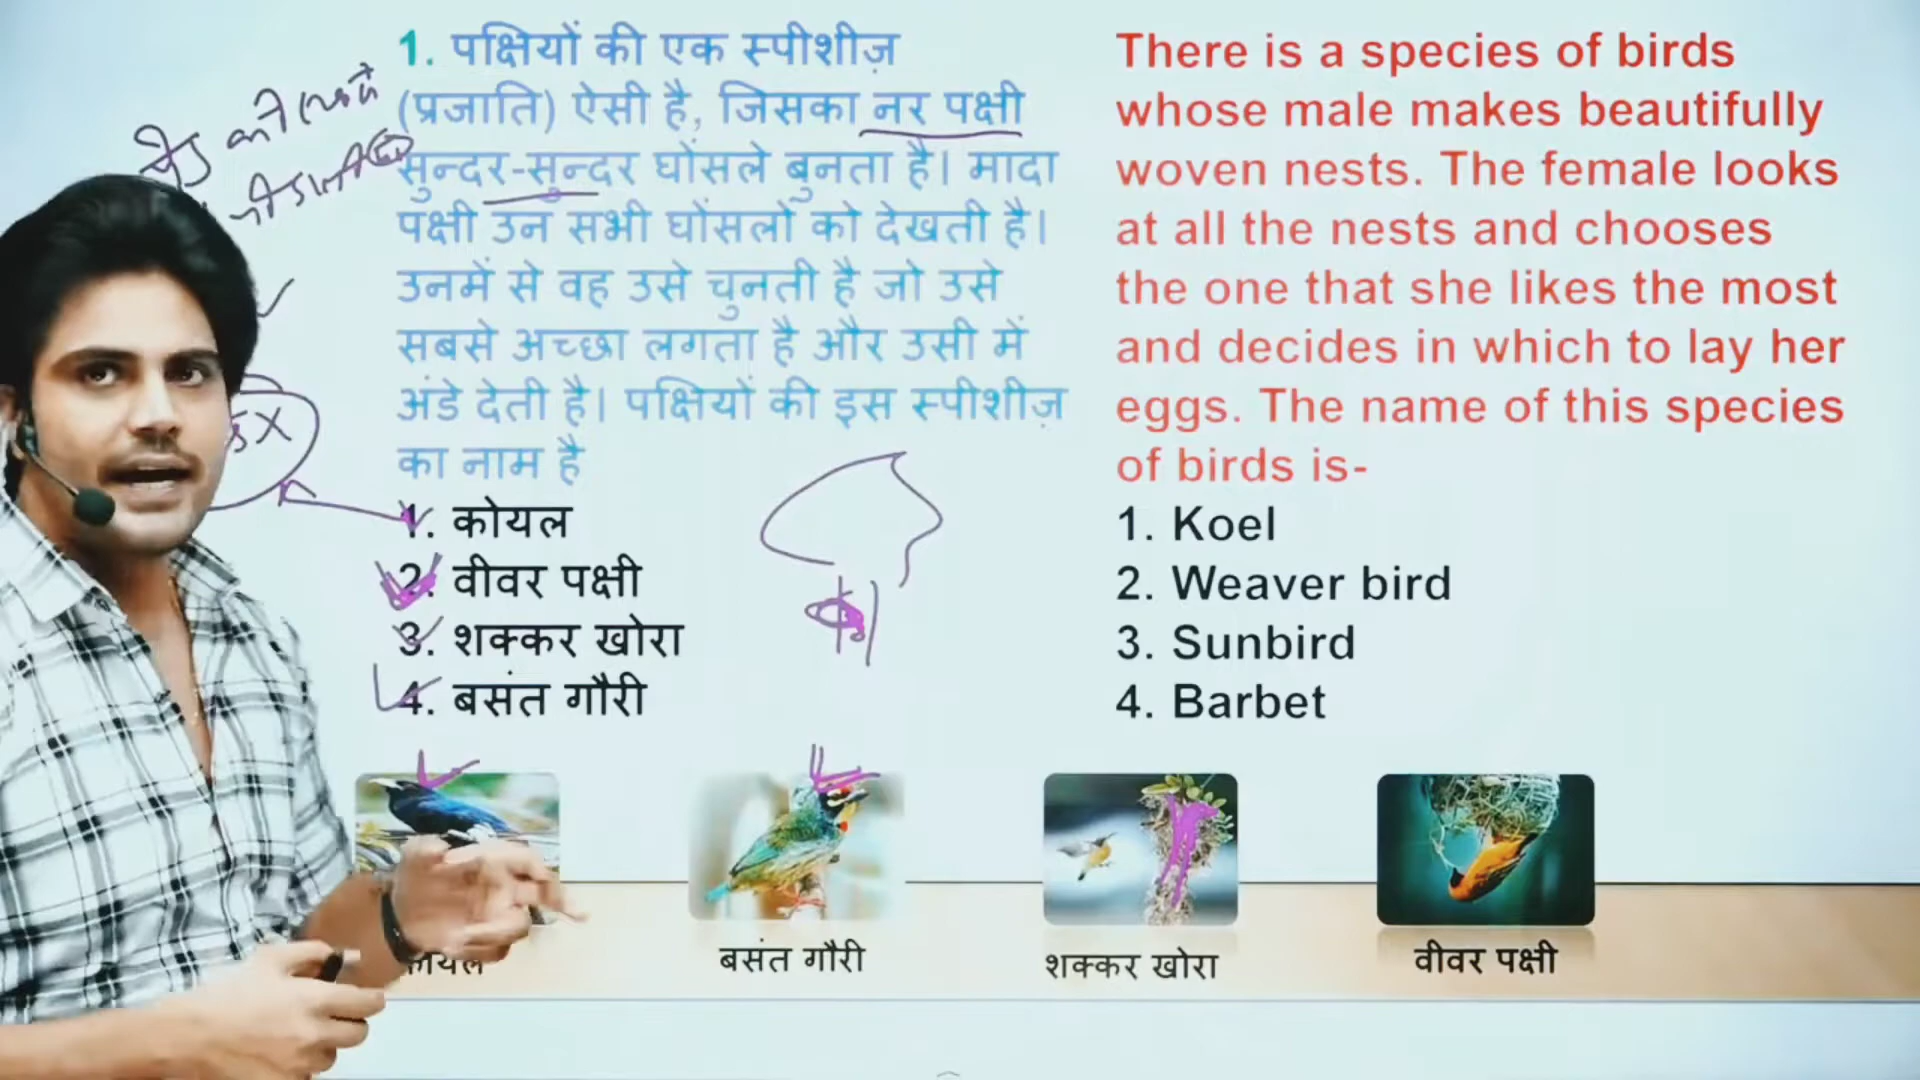 1. पक्षियों की एक स्पीशीज़
(प्रजाति) ऐसी है, जिसका नर पक्षी
सुन्दर-सुन्दर घोंसले बुनता है। मादा
पक्षी उन सभी घोंसलों को देखती है।
उनमें से वह उसे चुनती है जो उसे
सबसे अच्छा लगता है और उसी में
अंडे देती है। पक्षियों की इस स्पीशीज़
का नाम है
1. कोयल
2. वीवर पक्षी
3. शक्कर खोरा
4. बसंत गौरी
There is a species of birds
whose male makes beautifully
woven nests. The female looks
at all the nests and chooses
the one that she likes the most
and decides in which to lay her
eggs. The name of this species
of birds is-
1. Koel
2. Weaver bird
3. Sunbird
4. Barbet
कोयल
बसंत गौरी
शक्कर खोरा
वीवर पक्षी